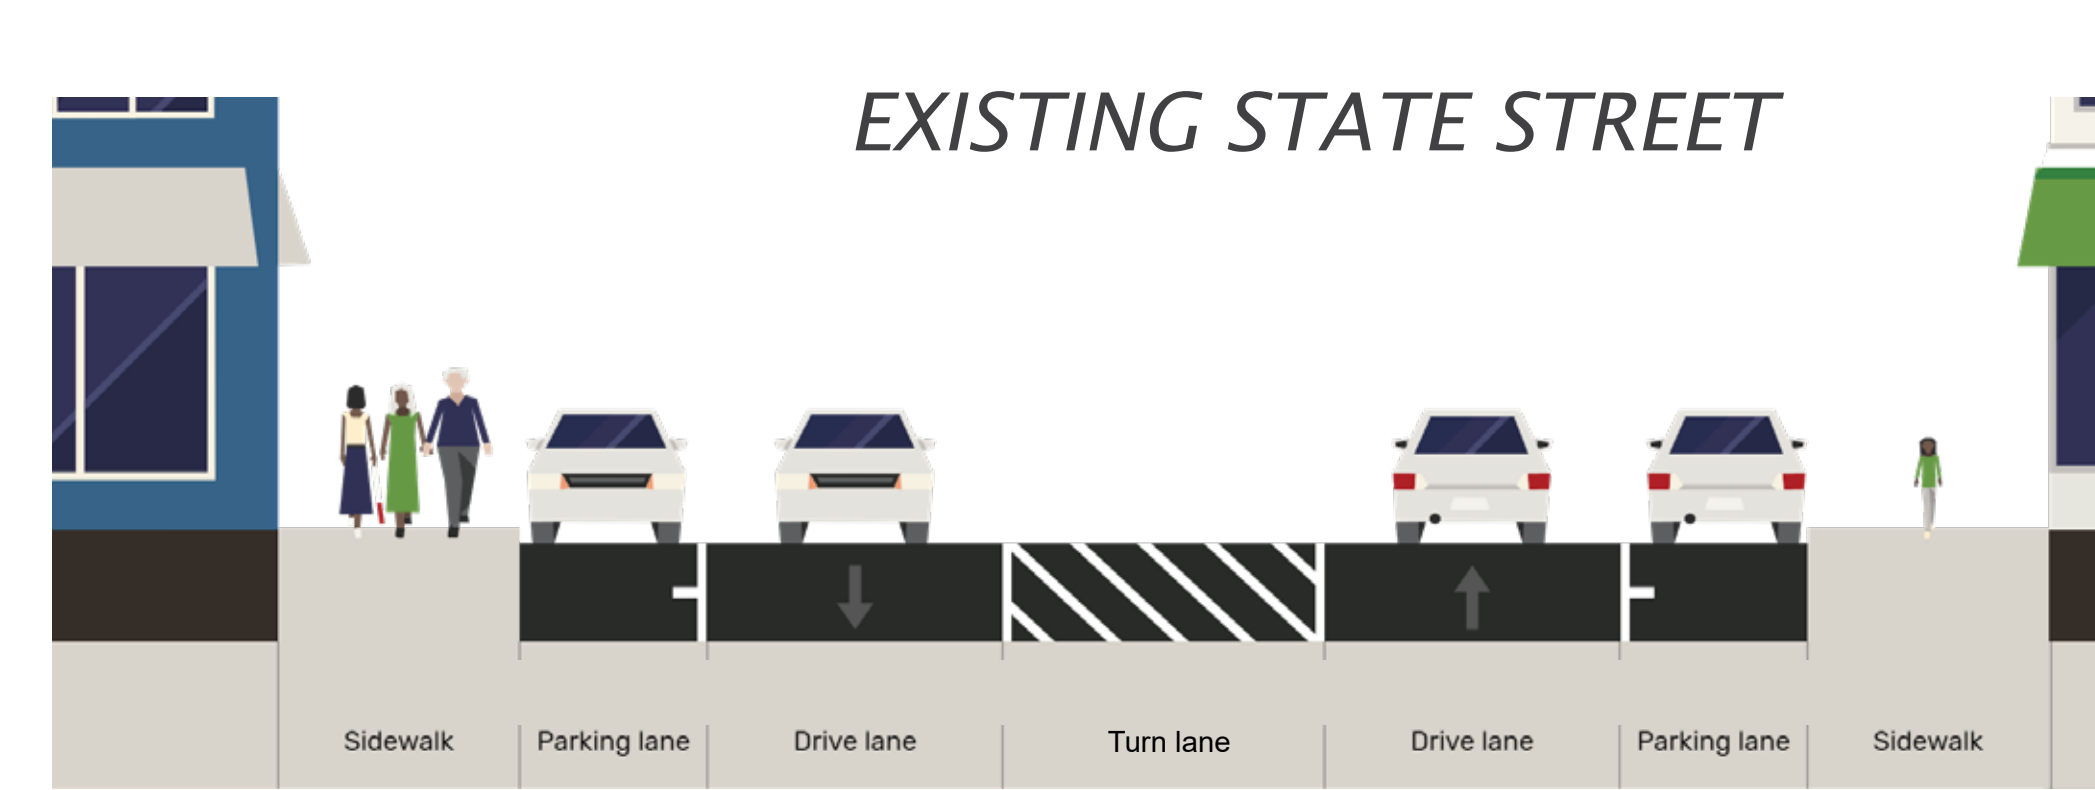 EXISTING STATE STREET
Sidewalk
Parking lane
Drive lane
Turn lane
Drive lane
Parking lane
Sidewalk